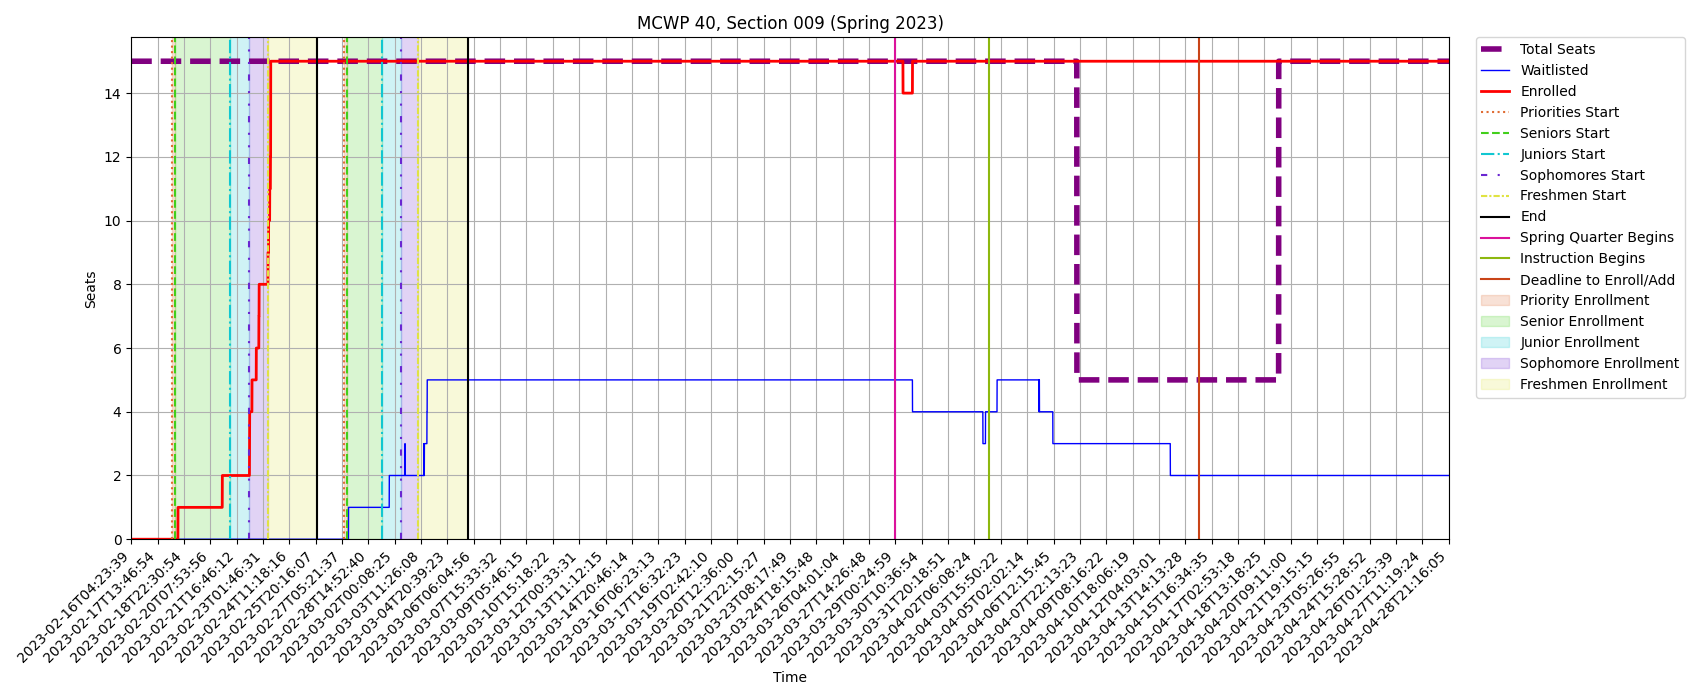 MCWP 40, Section 009 (Spring 2023)
Seats
14
12
10
8
6
4
2
0
2023-02-16T04:23:39
2023-02-17T13:46:54
2023-02-18T22:30:54
2023-02-20T07:53:56
2023-02-21T16:46:12
2023-02-23T01:46:31
2023-02-24T11:18:16
2023-02-25T20:16:07
2023-02-27T05:21:37
2023-02-28T14:52:40
2023-03-02T00:08:25
2023-03-03T11:26:08
2023-03-04T20:39:23
2023-03-06T06:04:56
2023-03-07T15:33:32
2023-03-09T05:46:15
2023-03-10T15:18:22
2023-03-12T00:33:31
2023-03-13T11:12:15
2023-03-14T20:46:14
2023-03-16T06:23:13
2023-03-17T16:32:23
2023-03-19T02:42:10
2023-03-20T12:36:00
2023-03-21T22:15:27
2023-03-23T08:17:49
2023-03-24T18:15:48
2023-03-26T04:01:04
2023-03-27T14:26:48
2023-03-29T00:24:59
2023-03-30T10:36:54
2023-03-31T20:18:51
2023-04-02T06:08:24
2023-04-03T15:50:22
2023-04-05T02:02:14
2023-04-06T12:15:45
2023-04-07T22:13:23
2023-04-09T08:16:22
2023-04-10T18:06:19
2023-04-12T04:03:01
2023-04-13T14:13:28
2023-04-15T16:34:35
2023-04-17T02:53:18
2023-04-18T13:18:25
2023-04-20T09:11:00
2023-04-21T19:15:15
2023-04-23T05:26:55
2023-04-24T15:28:52
2023-04-26T01:25:39
2023-04-27T11:19:24
2023-04-28T21:16:05
Time
Total Seats
Waitlisted
Enrolled
Priorities Start
Seniors Start
Juniors Start
Sophomores Start
Freshmen Start
End
Spring Quarter Begins
Instruction Begins
Deadline to Enroll/Add
Priority Enrollment
Senior Enrollment
Junior Enrollment
Sophomore Enrollment
Freshmen Enrollment